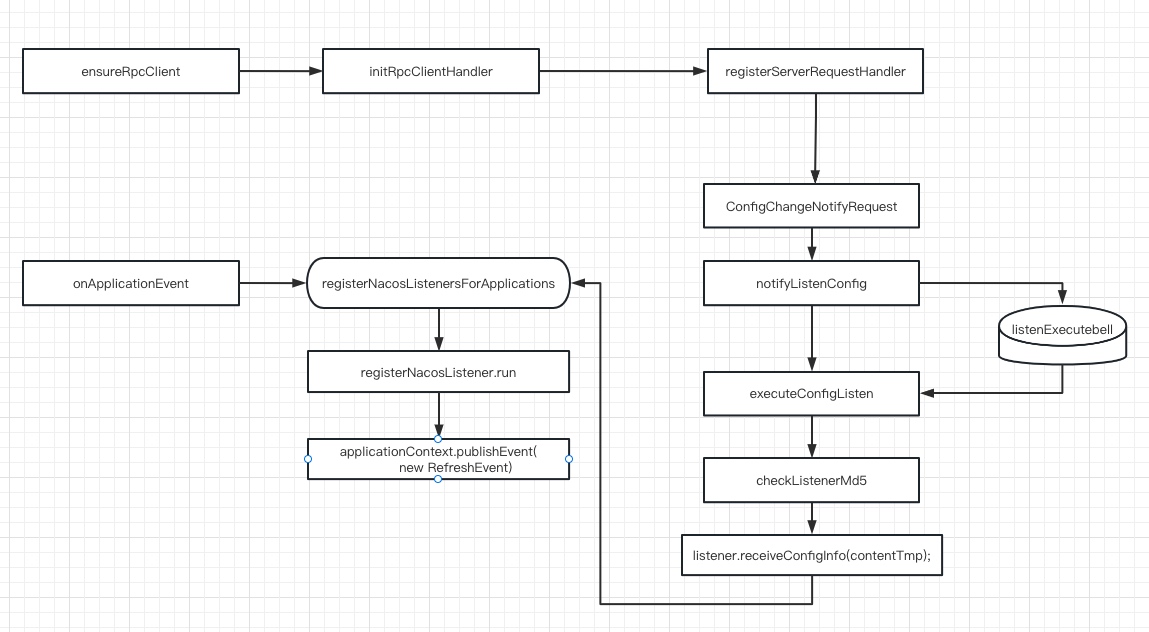 ensureRpcClient
initRpcClientHandler
registerServerRequestHandler
ConfigChangeNotifyRequest
onApplicationEvent
registerNacosListenersForApplications
notifyListenConfig
listenExecutebell
registerNacosListener.run
executeConfigListen
applicationContext.publishEvent(
new RefreshEvent)
checkListenerMd5
listener.receiveConfigInfo(contentTmp);